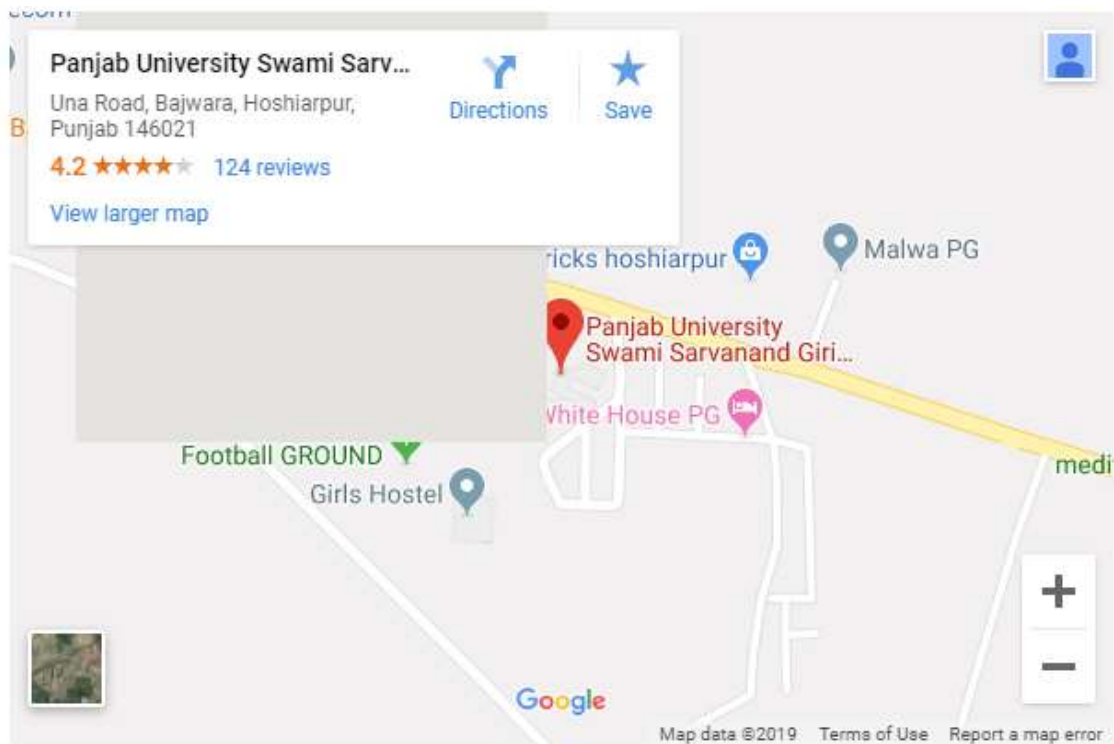 Panjab University Swami Sarv...
Una Road, Bajwara, Hoshiarpur,
Punjab 146021
4.2
124 reviews
View larger map
Directions
Save
B
ricks hoshiarpur
Malwa PG
Panjab University
Swami Sarvanand Giri...
White House PG
Football GROUND
medi
Girls Hostel
Google
Map data ©2019 Terms of Use Report a map error